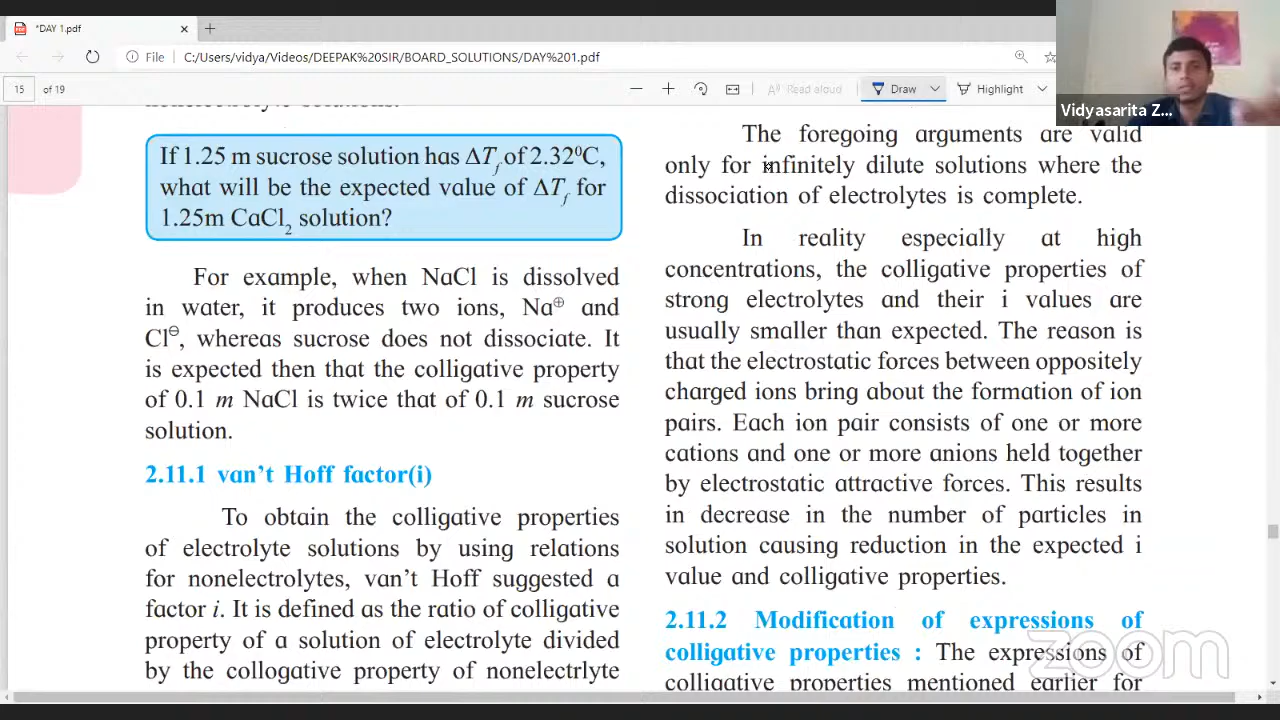 *DAY 1.pdf
File
C:/Users/vidya/Videos/DEEPAK%20SIR/BOARD_SOLUTIONS/DAY%201.pdf
15 of 19
Read aloud
Draw
Highlight
Vidyasarita Z...
nonelectrolyte solutions.
If 1.25 m sucrose solution has ΔTf of 2.32⁰C,
what will be the expected value of ΔTf for
1.25m CaCl₂ solution?
For example, when NaCl is dissolved
in water, it produces two ions, Na⊕ and
Cl⊖, whereas sucrose does not dissociate. It
is expected then that the colligative property
of 0.1 m NaCl is twice that of 0.1 m sucrose
solution.
2.11.1 van't Hoff factor(i)
To obtain the colligative properties
of electrolyte solutions by using relations
for nonelectrolytes, van't Hoff suggested a
factor i. It is defined as the ratio of colligative
property of a solution of electrolyte divided
by the collogative property of nonelectrlyte
The foregoing arguments are valid
only for infinitely dilute solutions where the
dissociation of electrolytes is complete.
In reality especially at high
concentrations, the colligative properties of
strong electrolytes and their i values are
usually smaller than expected. The reason is
that the electrostatic forces between oppositely
charged ions bring about the formation of ion
pairs. Each ion pair consists of one or more
cations and one or more anions held together
by electrostatic attractive forces. This results
in decrease in the number of particles in
solution causing reduction in the expected i
value and colligative properties.
2.11.2 Modification of expressions of
colligative properties : The expressions of
colligative properties mentioned earlier for
zoom